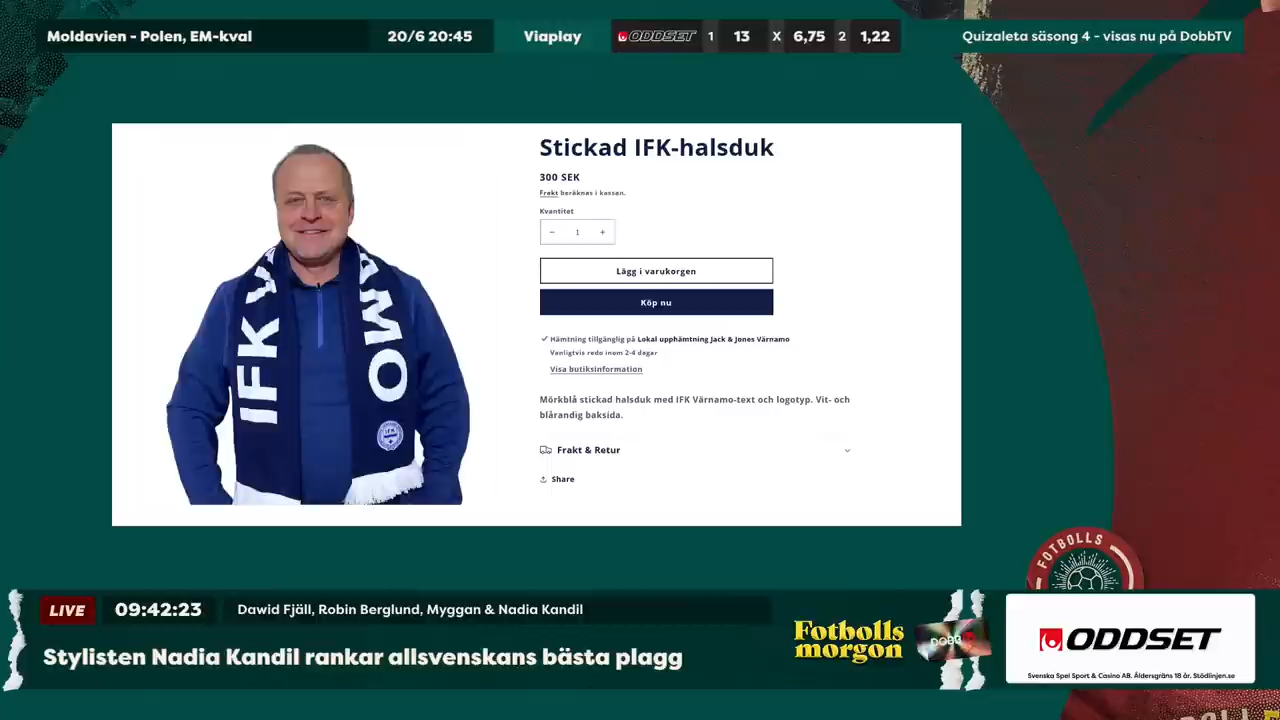 Moldavien - Polen, EM-kval
20/6 20:45
Viaplay
ODDSET
1 13 X 6,75 2 1,22
Quizaleta säsong 4 - visas nu på DobbTV
Stickad IFK-halsduk
300 SEK
Frakt beräknas i kassan.
Kvantitet
− 1 +
Lägg i varukorgen
Köp nu
Hämtning tillgänglig på Lokal upphämtning Jack & Jones Värnamo
Vanligtvis redo inom 2-4 dagar
Visa butiksinformation
Mörkblå stickad halsduk med IFK Värnamo-text och logotyp. Vit- och
blårandig baksida.
Frakt & Retur
Share
IFK VA
OMO
FOTBOLLS
LIVE
09:42:23
Dawid Fjäll, Robin Berglund, Myggan & Nadia Kandil
Stylisten Nadia Kandil rankar allsvenskans bästa plagg
Fotbolls
morgon
ODDSET
Svenska Spel Sport & Casino AB. Åldersgräns 18 år. Stödlinjen.se